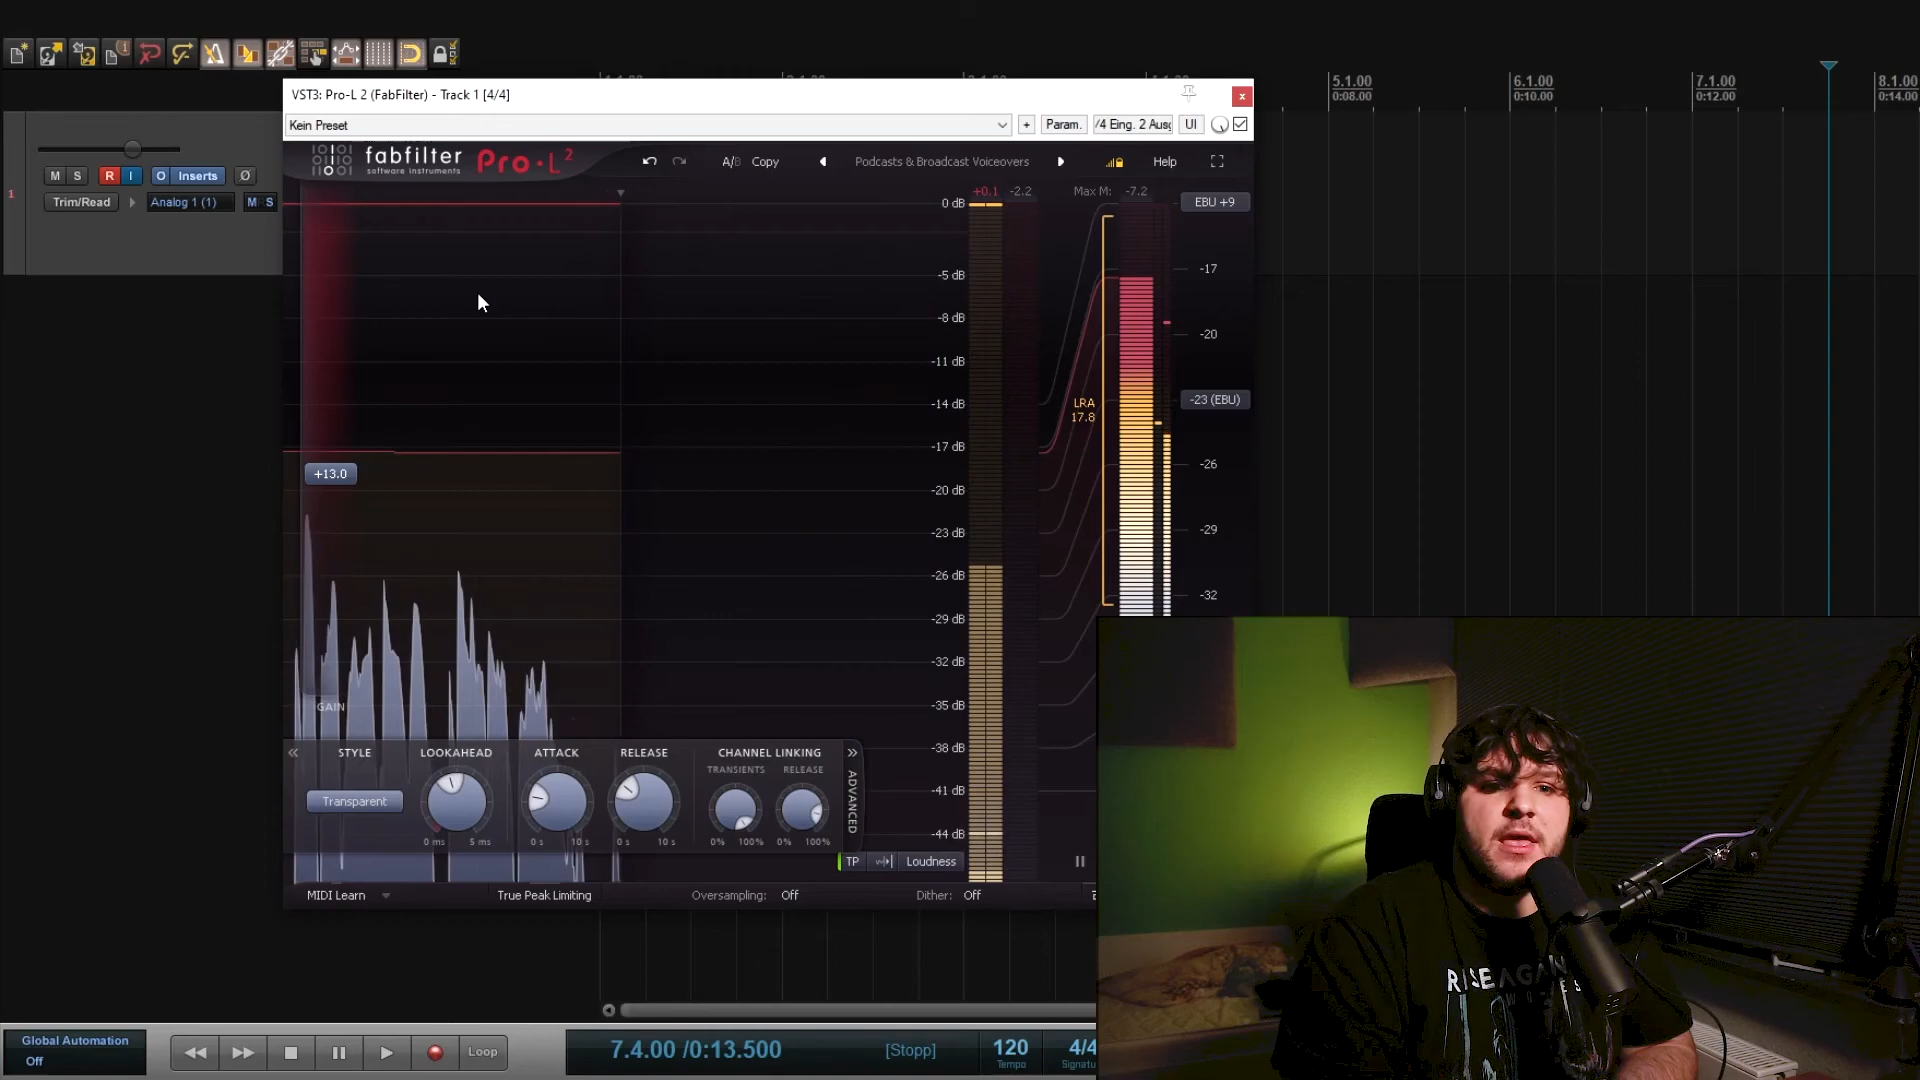 VST3: Pro-L 2 (FabFilter) - Track 1 [4/4]
Kein Preset
+
Param.
/4 Eing. 2 Ausg
UI
fabfilter
software instruments
Pro·L 2
A/B
Copy
Podcasts & Broadcast Voiceovers
Help
+0.1 -2.2
Max M: -7.2
EBU +9
0 dB
-5 dB
-8 dB
-11 dB
-14 dB
-17 dB
-20 dB
-23 dB
-26 dB
-29 dB
-32 dB
-35 dB
-38 dB
-41 dB
-44 dB
-17
-20
-23 (EBU)
-26
-29
-32
LRA
17.8
+13.0
GAIN
STYLE
LOOKAHEAD
ATTACK
RELEASE
CHANNEL LINKING
TRANSIENTS
RELEASE
Transparent
0 ms 5 ms
0 s 10 s
0 s 10 s
0% 100%
0% 100%
ADVANCED
TP
Loudness
MIDI Learn
True Peak Limiting
Oversampling: Off
Dither: Off
1
M S R I O Inserts Ø
Trim/Read
Analog 1 (1)
M S
5.1.00
0:08.00
6.1.00
0:10.00
7.1.00
0:12.00
8.1.00
0:14.00
Global Automation
Off
Loop
7.4.00 /0:13.500
[Stopp]
120
Tempo
4/4
Signatu